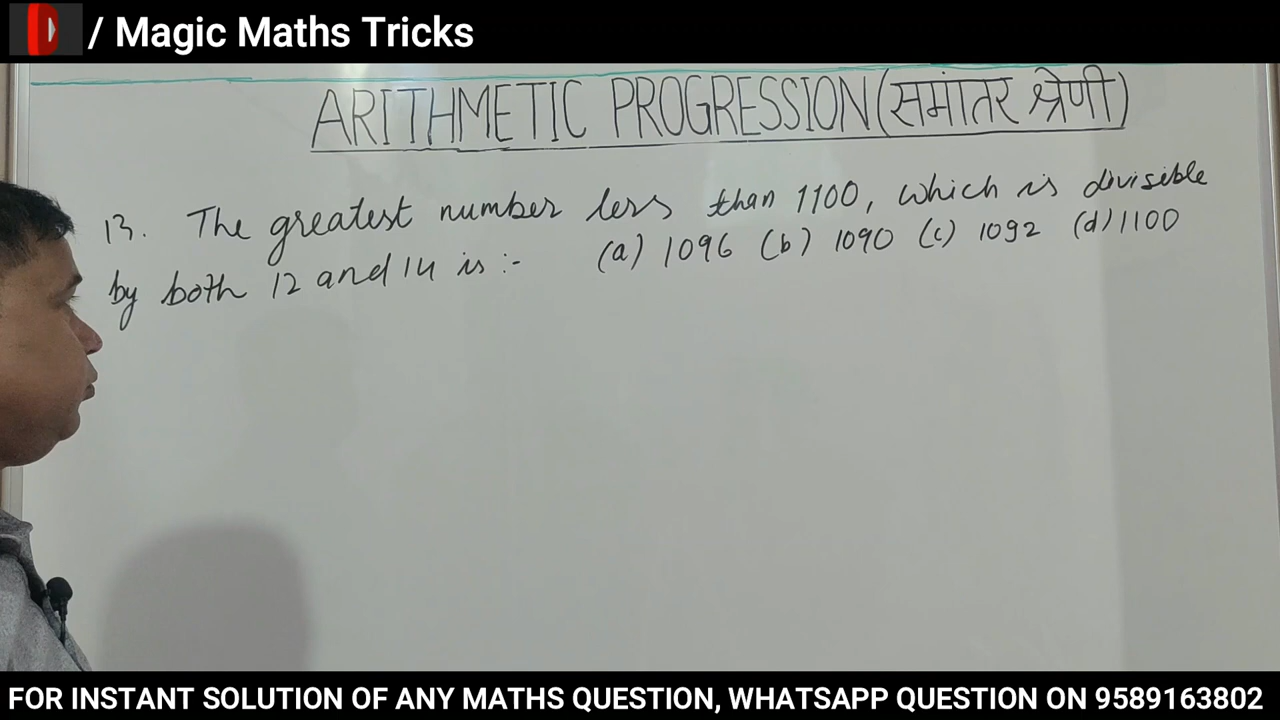 / Magic Maths Tricks
ARITHMETIC PROGRESSION (समांतर श्रेणी)
13. The greatest number less than 1100, which is divisible
by both 12 and 14 is :- (a) 1096 (b) 1090 (c) 1092 (d) 1100
FOR INSTANT SOLUTION OF ANY MATHS QUESTION, WHATSAPP QUESTION ON 9589163802